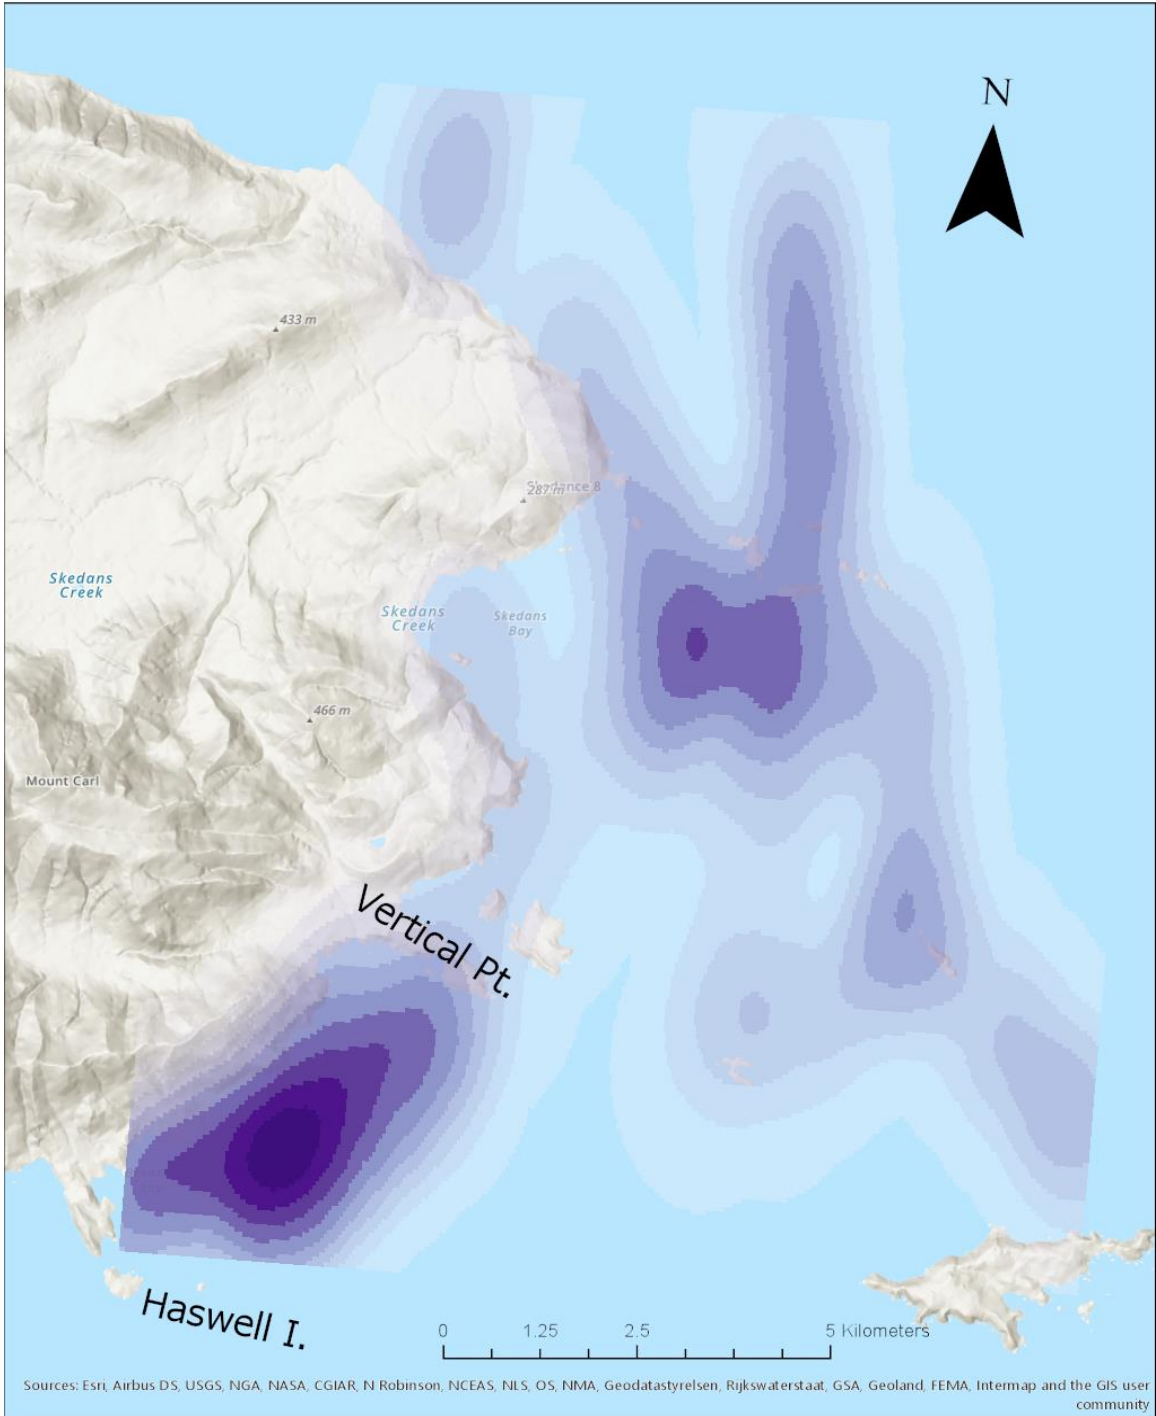 N
433 m
Skedance 8
287 m
Skedans
Creek
Skedans
Creek
Skedans
Bay
466 m
Mount Carl
Vertical Pt.
Haswell I.
0 1.25 2.5 5 Kilometers
Sources: Esri, Airbus DS, USGS, NGA, NASA, CGIAR, N Robinson, NCEAS, NLS, OS, NMA, Geodatastyrelsen, Rijkswaterstaat, GSA, Geoland, FEMA, Intermap and the GIS user
community